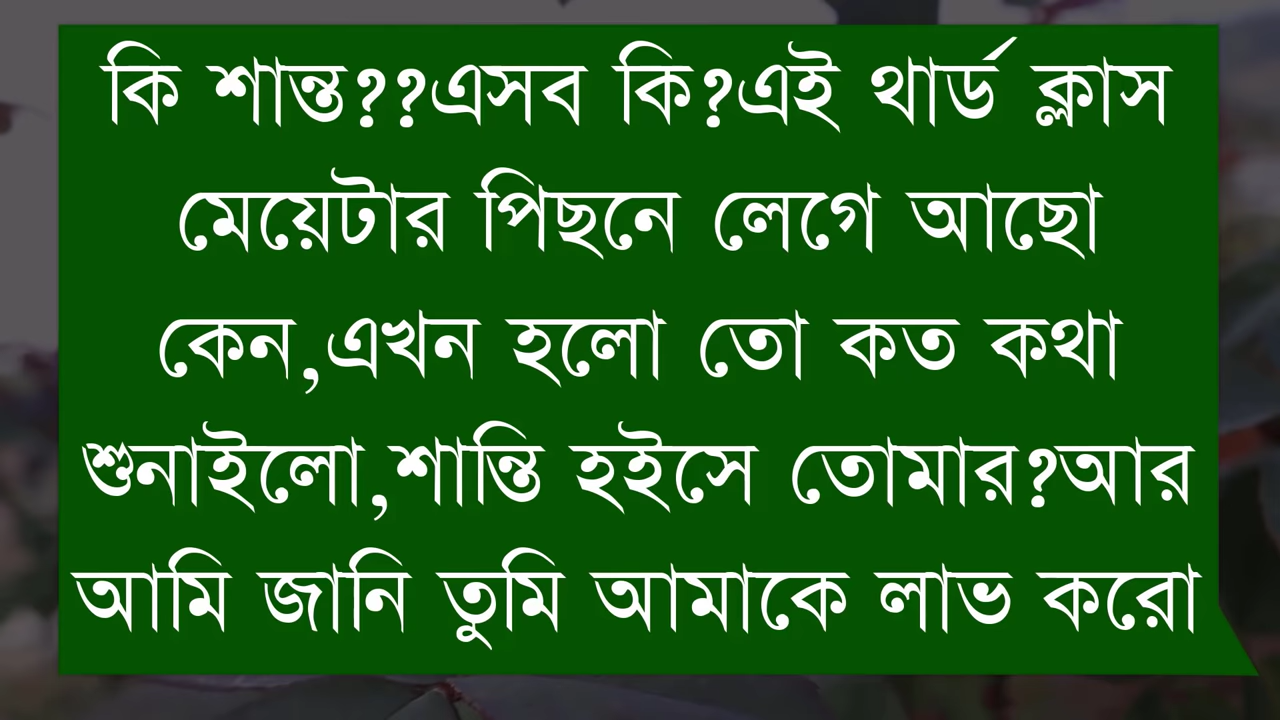 কি শান্ত??এসব কি?এই থার্ড ক্লাস
মেয়েটার পিছনে লেগে আছো
কেন,এখন হলো তো কত কথা
শুনাইলো,শান্তি হইসে তোমার?আর
আমি জানি তুমি আমাকে লাভ করো